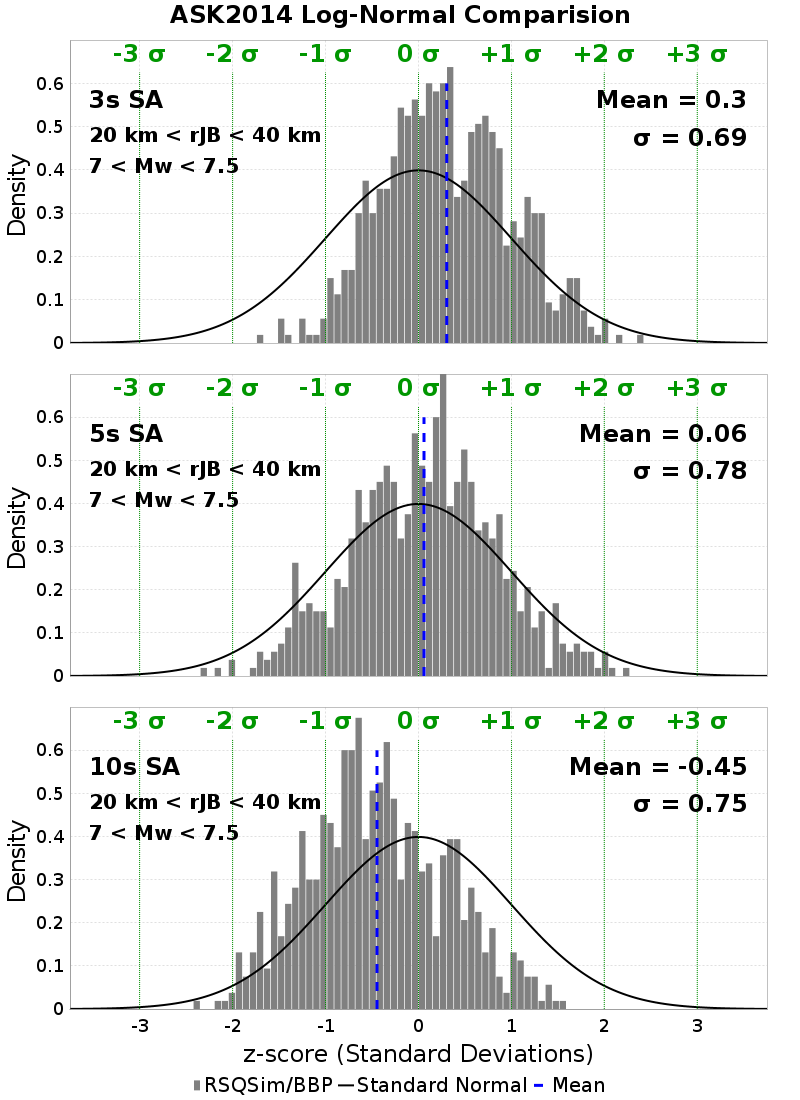 ASK2014 Log-Normal Comparision
-3 σ -2 σ -1 σ 0 σ +1 σ +2 σ +3 σ
3s SA
Mean = 0.3
20 km < rJB < 40 km
σ = 0.69
7 < Mw < 7.5
Density
0.6
0.5
0.4
0.3
0.2
0.1
0
-3 σ -2 σ -1 σ 0 σ +1 σ +2 σ +3 σ
5s SA
Mean = 0.06
20 km < rJB < 40 km
σ = 0.78
7 < Mw < 7.5
Density
0.6
0.5
0.4
0.3
0.2
0.1
0
-3 σ -2 σ -1 σ 0 σ +1 σ +2 σ +3 σ
10s SA
Mean = -0.45
20 km < rJB < 40 km
σ = 0.75
7 < Mw < 7.5
Density
0.6
0.5
0.4
0.3
0.2
0.1
0
-3 -2 -1 0 1 2 3
z-score (Standard Deviations)
RSQSim/BBP Standard Normal Mean